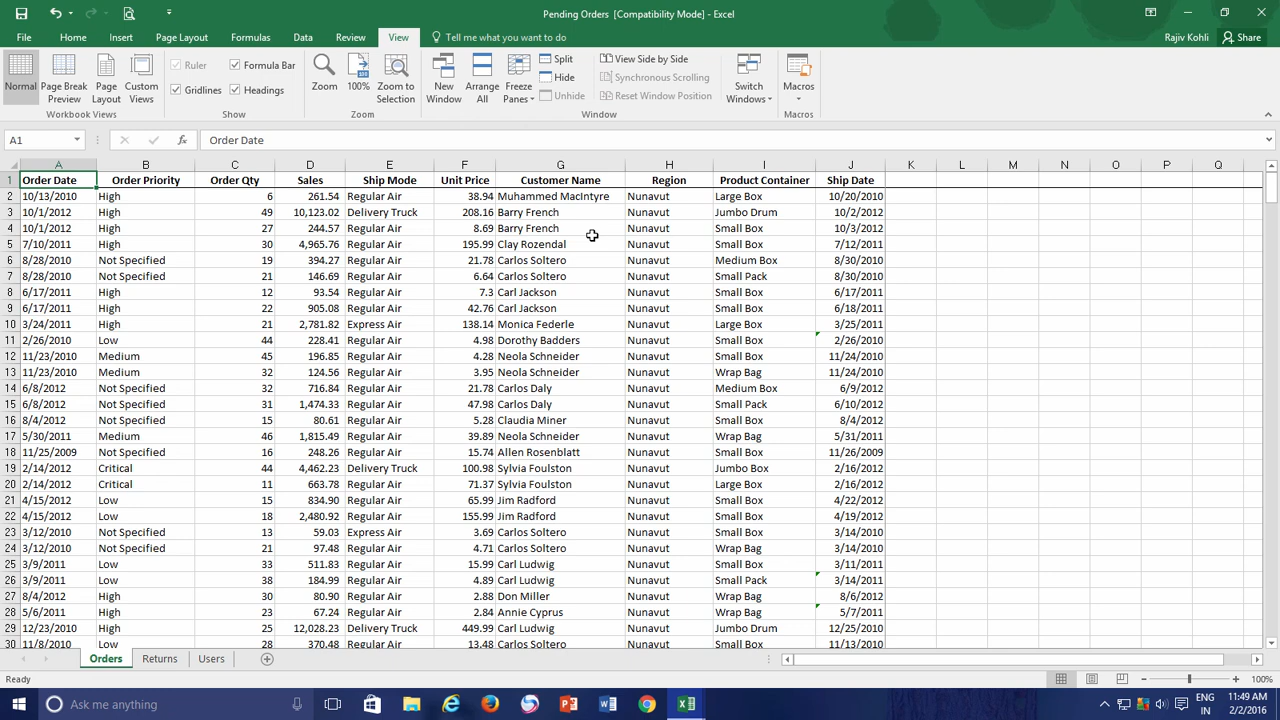 Pending Orders [Compatibility Mode] - Excel
File Home Insert Page Layout Formulas Data Review View Tell me what you want to do Rajiv Kohli Share
Normal Page Break Preview Page Layout Custom Views Workbook Views
Ruler Formula Bar
Gridlines Headings
Show
Zoom 100% Zoom to Selection Zoom
New Window Arrange All Freeze Panes Split Hide Unhide
View Side by Side
Synchronous Scrolling
Reset Window Position
Window
Switch Windows
Macros
Macros
A1 fx Order Date
A B C D E F G H I J K L M N O P Q
1 Order Date Order Priority Order Qty Sales Ship Mode Unit Price Customer Name Region Product Container Ship Date
2 10/13/2010 High 6 261.54 Regular Air 38.94 Muhammed MacIntyre Nunavut Large Box 10/20/2010
3 10/1/2012 High 49 10,123.02 Delivery Truck 208.16 Barry French Nunavut Jumbo Drum 10/2/2012
4 10/1/2012 High 27 244.57 Regular Air 8.69 Barry French Nunavut Small Box 10/3/2012
5 7/10/2011 High 30 4,965.76 Regular Air 195.99 Clay Rozendal Nunavut Small Box 7/12/2011
6 8/28/2010 Not Specified 19 394.27 Regular Air 21.78 Carlos Soltero Nunavut Medium Box 8/30/2010
7 8/28/2010 Not Specified 21 146.69 Regular Air 6.64 Carlos Soltero Nunavut Small Pack 8/30/2010
8 6/17/2011 High 12 93.54 Regular Air 7.3 Carl Jackson Nunavut Small Box 6/17/2011
9 6/17/2011 High 22 905.08 Regular Air 42.76 Carl Jackson Nunavut Small Box 6/18/2011
10 3/24/2011 High 21 2,781.82 Express Air 138.14 Monica Federle Nunavut Large Box 3/25/2011
11 2/26/2010 Low 44 228.41 Regular Air 4.98 Dorothy Badders Nunavut Small Box 2/26/2010
12 11/23/2010 Medium 45 196.85 Regular Air 4.28 Neola Schneider Nunavut Small Box 11/24/2010
13 11/23/2010 Medium 32 124.56 Regular Air 3.95 Neola Schneider Nunavut Wrap Bag 11/24/2010
14 6/8/2012 Not Specified 32 716.84 Regular Air 21.78 Carlos Daly Nunavut Medium Box 6/9/2012
15 6/8/2012 Not Specified 31 1,474.33 Regular Air 47.98 Carlos Daly Nunavut Small Pack 6/10/2012
16 8/4/2012 Not Specified 15 80.61 Regular Air 5.28 Claudia Miner Nunavut Small Box 8/4/2012
17 5/30/2011 Medium 46 1,815.49 Regular Air 39.89 Neola Schneider Nunavut Wrap Bag 5/31/2011
18 11/25/2009 Not Specified 16 248.26 Regular Air 15.74 Allen Rosenblatt Nunavut Small Box 11/26/2009
19 2/14/2012 Critical 44 4,462.23 Delivery Truck 100.98 Sylvia Foulston Nunavut Jumbo Box 2/16/2012
20 2/14/2012 Critical 11 663.78 Regular Air 71.37 Sylvia Foulston Nunavut Large Box 2/16/2012
21 4/15/2012 Low 15 834.90 Regular Air 65.99 Jim Radford Nunavut Small Box 4/22/2012
22 4/15/2012 Low 18 2,480.92 Regular Air 155.99 Jim Radford Nunavut Small Box 4/19/2012
23 3/12/2010 Not Specified 13 59.03 Express Air 3.69 Carlos Soltero Nunavut Small Box 3/14/2010
24 3/12/2010 Not Specified 21 97.48 Regular Air 4.71 Carlos Soltero Nunavut Wrap Bag 3/14/2010
25 3/9/2011 Low 33 511.83 Regular Air 15.99 Carl Ludwig Nunavut Small Box 3/11/2011
26 3/9/2011 Low 38 184.99 Regular Air 4.89 Carl Ludwig Nunavut Small Pack 3/14/2011
27 8/4/2012 High 30 80.90 Regular Air 2.88 Don Miller Nunavut Wrap Bag 8/6/2012
28 5/6/2011 High 23 67.24 Regular Air 2.84 Annie Cyprus Nunavut Wrap Bag 5/7/2011
29 12/23/2010 High 25 12,028.23 Delivery Truck 449.99 Carl Ludwig Nunavut Jumbo Drum 12/25/2010
30 11/8/2010 Low 28 370.48 Regular Air 13.48 Carlos Soltero Nunavut Small Box 11/13/2010
Orders Returns Users
Ready 100%
Ask me anything ENG 11:49 AM
IN 2/2/2016